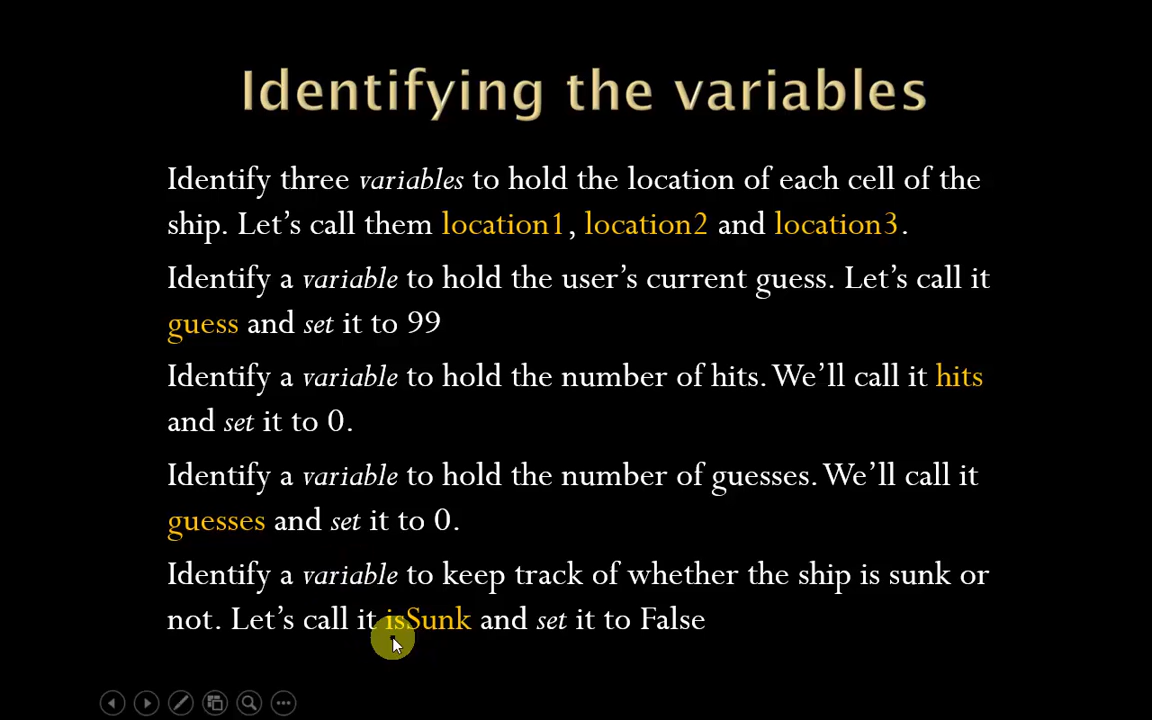 Identifying the variables
Identify three variables to hold the location of each cell of the
ship. Let's call them location1, location2 and location3.
Identify a variable to hold the user's current guess. Let's call it
guess and set it to 99
Identify a variable to hold the number of hits. We'll call it hits
and set it to 0.
Identify a variable to hold the number of guesses. We'll call it
guesses and set it to 0.
Identify a variable to keep track of whether the ship is sunk or
not. Let's call it isSunk and set it to False